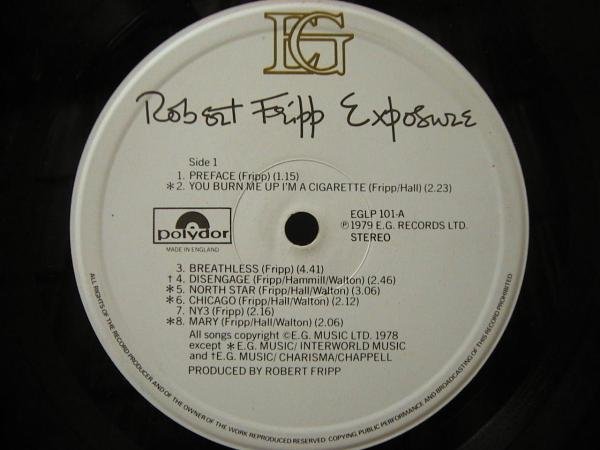 EG
Robert Fripp Exposure
Side 1
1. PREFACE (Fripp) (1.15)
*2. YOU BURN ME UP I'M A CIGARETTE (Fripp/Hall) (2.23)
polydor
MADE IN ENGLAND
EGLP 101-A
Ⓟ1979 E.G. RECORDS LTD.
STEREO
3. BREATHLESS (Fripp) (4.41)
†4. DISENGAGE (Fripp/Hammill/Walton) (2.46)
*5. NORTH STAR (Fripp/Hall/Walton) (3.06)
*6. CHICAGO (Fripp/Hall/Walton) (2.12)
7. NY3 (Fripp) (2.16)
*8. MARY (Fripp/Hall/Walton) (2.06)
All songs copyright ©E.G. MUSIC LTD. 1978
except *E.G. MUSIC/ INTERWORLD MUSIC
and †E.G. MUSIC/ CHARISMA/CHAPPELL
PRODUCED BY ROBERT FRIPP
ALL RIGHTS OF THE RECORD PRODUCER AND OF THE OWNER OF THE WORK REPRODUCED RESERVED. COPYING, PUBLIC PERFORMANCE AND BROADCASTING OF THIS RECORD PROHIBITED